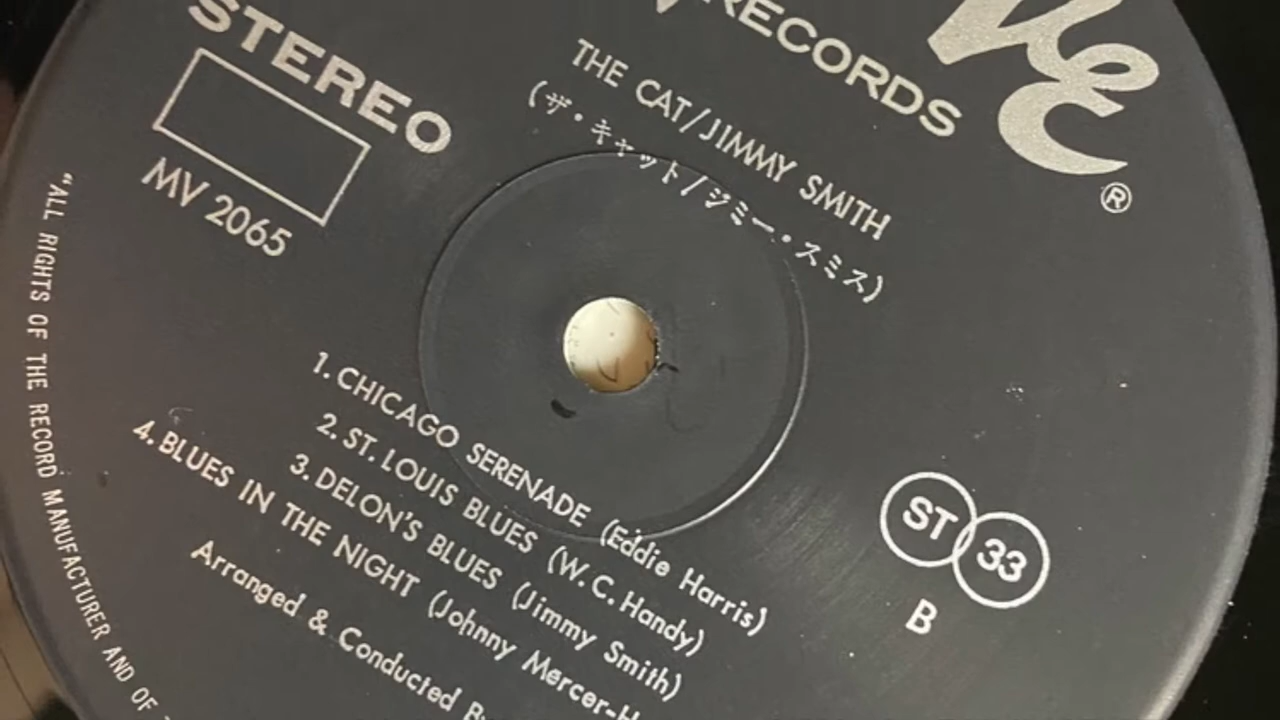 VE
RECORDS
®
STEREO
MV 2065
THE CAT/JIMMY SMITH
(ザ・キャット/ジミー・スミス)
1. CHICAGO SERENADE (Eddie Harris)
2. ST. LOUIS BLUES (W. C. Handy)
3. DELON'S BLUES (Jimmy Smith)
4. BLUES IN THE NIGHT (Johnny Mercer-H
Arranged & Conducted
ST 33
B
"ALL RIGHTS OF THE RECORD MANUFACTURER AND OF